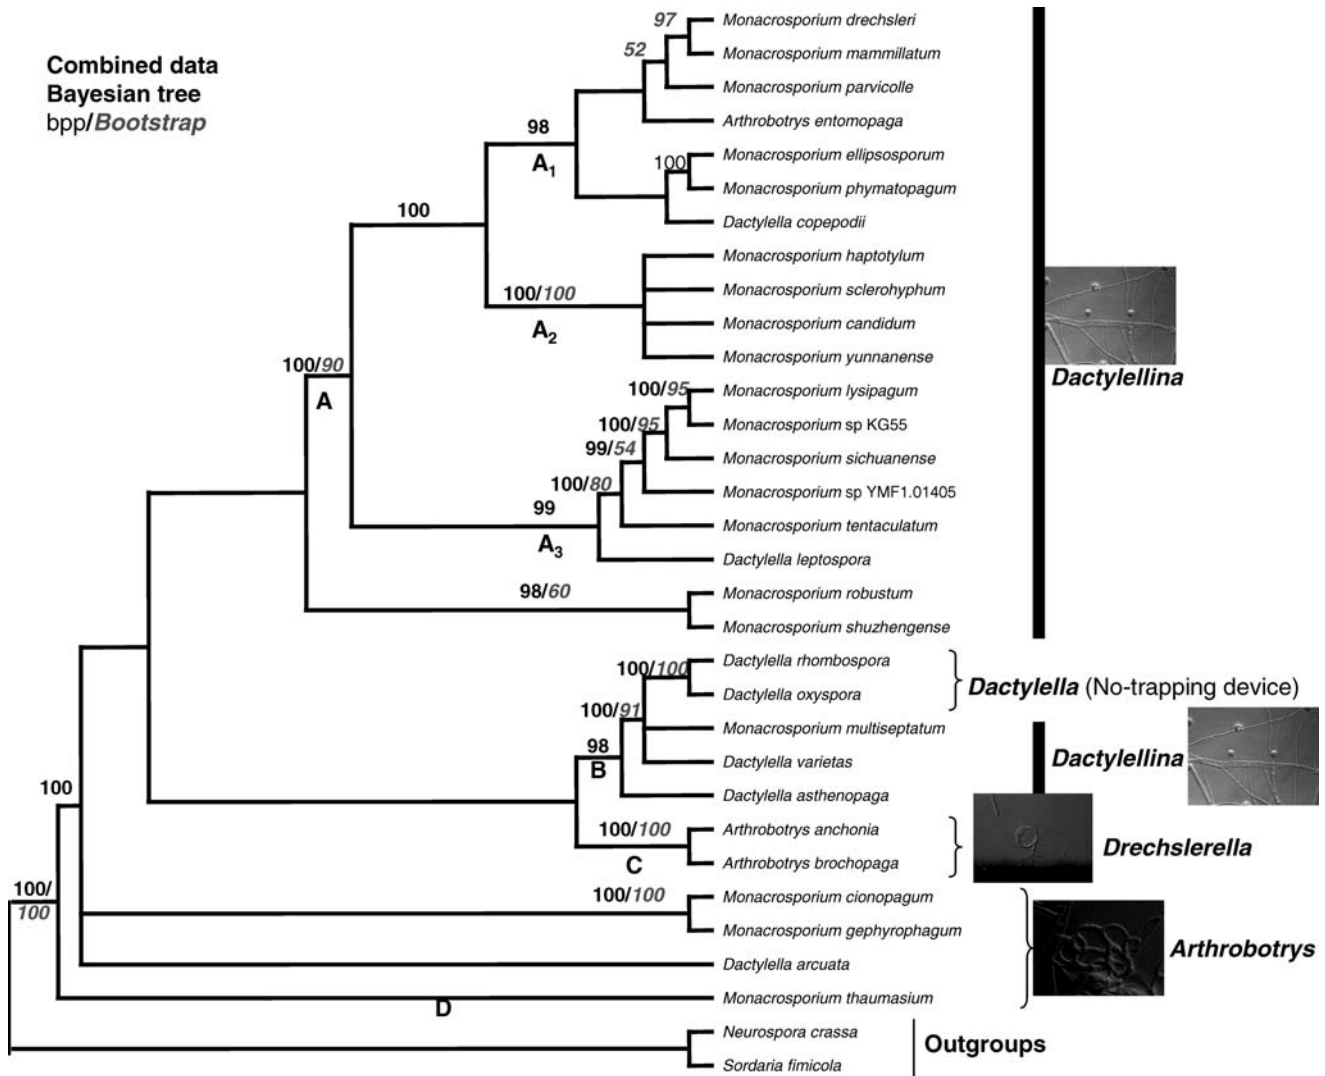 Combined data
Bayesian tree
bpp/Bootstrap
97
Monacrosporium drechsleri
52
Monacrosporium mammillatum
Monacrosporium parvicolle
98
Arthrobotrys entomopaga
A1
100
Monacrosporium ellipsosporum
Monacrosporium phymatopagum
100
Dactylella copepodii
Monacrosporium haptotylum
100/100
Monacrosporium sclerohyphum
A2
Monacrosporium candidum
Monacrosporium yunnanense
Dactylellina
100/90
A
100/95
Monacrosporium lysipagum
100/95
Monacrosporium sp KG55
99/54
Monacrosporium sichuanense
100/80
Monacrosporium sp YMF1.01405
99
Monacrosporium tentaculatum
A3
Dactylella leptospora
98/60
Monacrosporium robustum
Monacrosporium shuzhengense
100/100
Dactylella rhombospora
Dactylella oxyspora
Dactylella (No-trapping device)
100/91
Monacrosporium multiseptatum
98
B
Dactylella varietas
Dactylellina
100
Dactylella asthenopaga
100/100
Arthrobotrys anchonia
C
Arthrobotrys brochopaga
Drechslerella
100/
100
100/100
Monacrosporium cionopagum
Monacrosporium gephyrophagum
Arthrobotrys
Dactylella arcuata
D
Monacrosporium thaumasium
Neurospora crassa
Outgroups
Sordaria fimicola